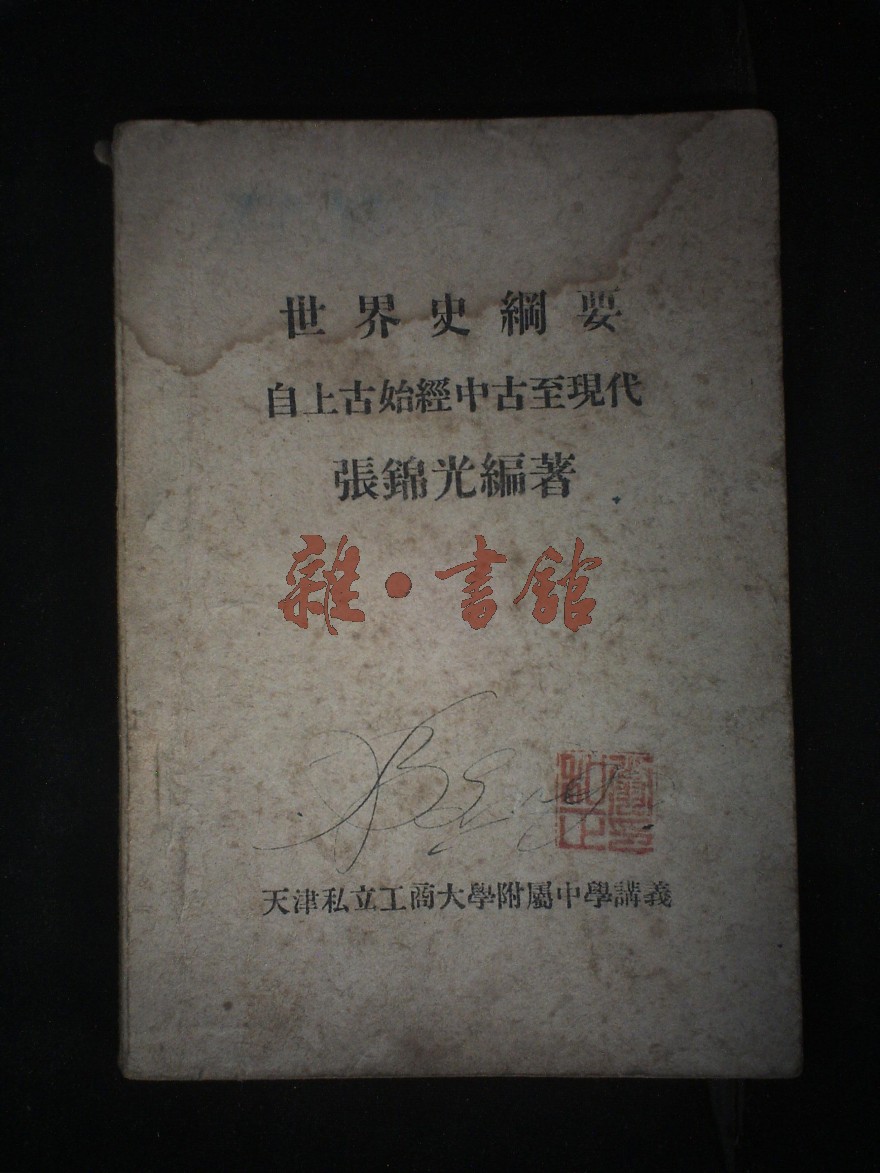 世界史綱要
自上古始經中古至現代
張錦光編著
雜·書舘
天津私立工商大學附屬中學講義